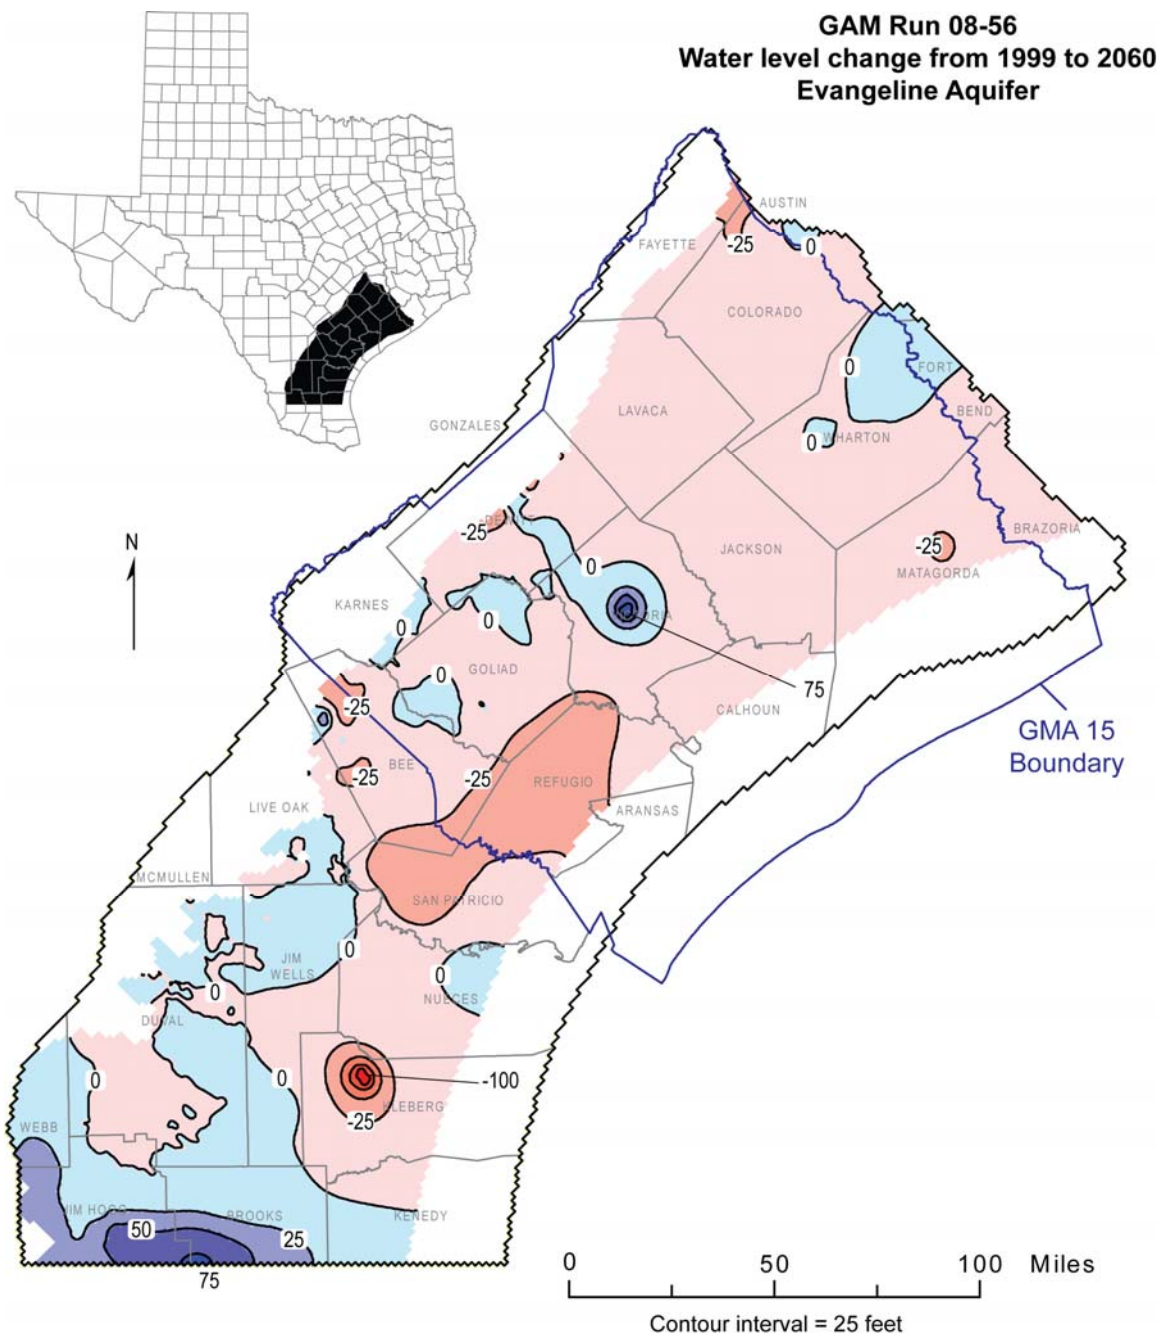 GAM Run 08-56
Water level change from 1999 to 2060
Evangeline Aquifer
AUSTIN
FAYETTE
-25
0
COLORADO
0
FORT
LAVACA
BEND
GONZALES
0
WHARTON
-25
N
BRAZORIA
JACKSON
-25
MATAGORDA
0
KARNES
0
0
GOLIAD
0
75
-25
CALHOUN
GMA 15
Boundary
BEE
-25
-25
REFUGIO
LIVE OAK
ARANSAS
MCMULLEN
SAN PATRICIO
0
JIM
WELLS
0
0
NUECES
DUVAL
0
0
-100
KLEBERG
-25
WEBB
JIM HOGG
BROOKS
KENEDY
50
25
75
0 50 100 Miles
Contour interval = 25 feet